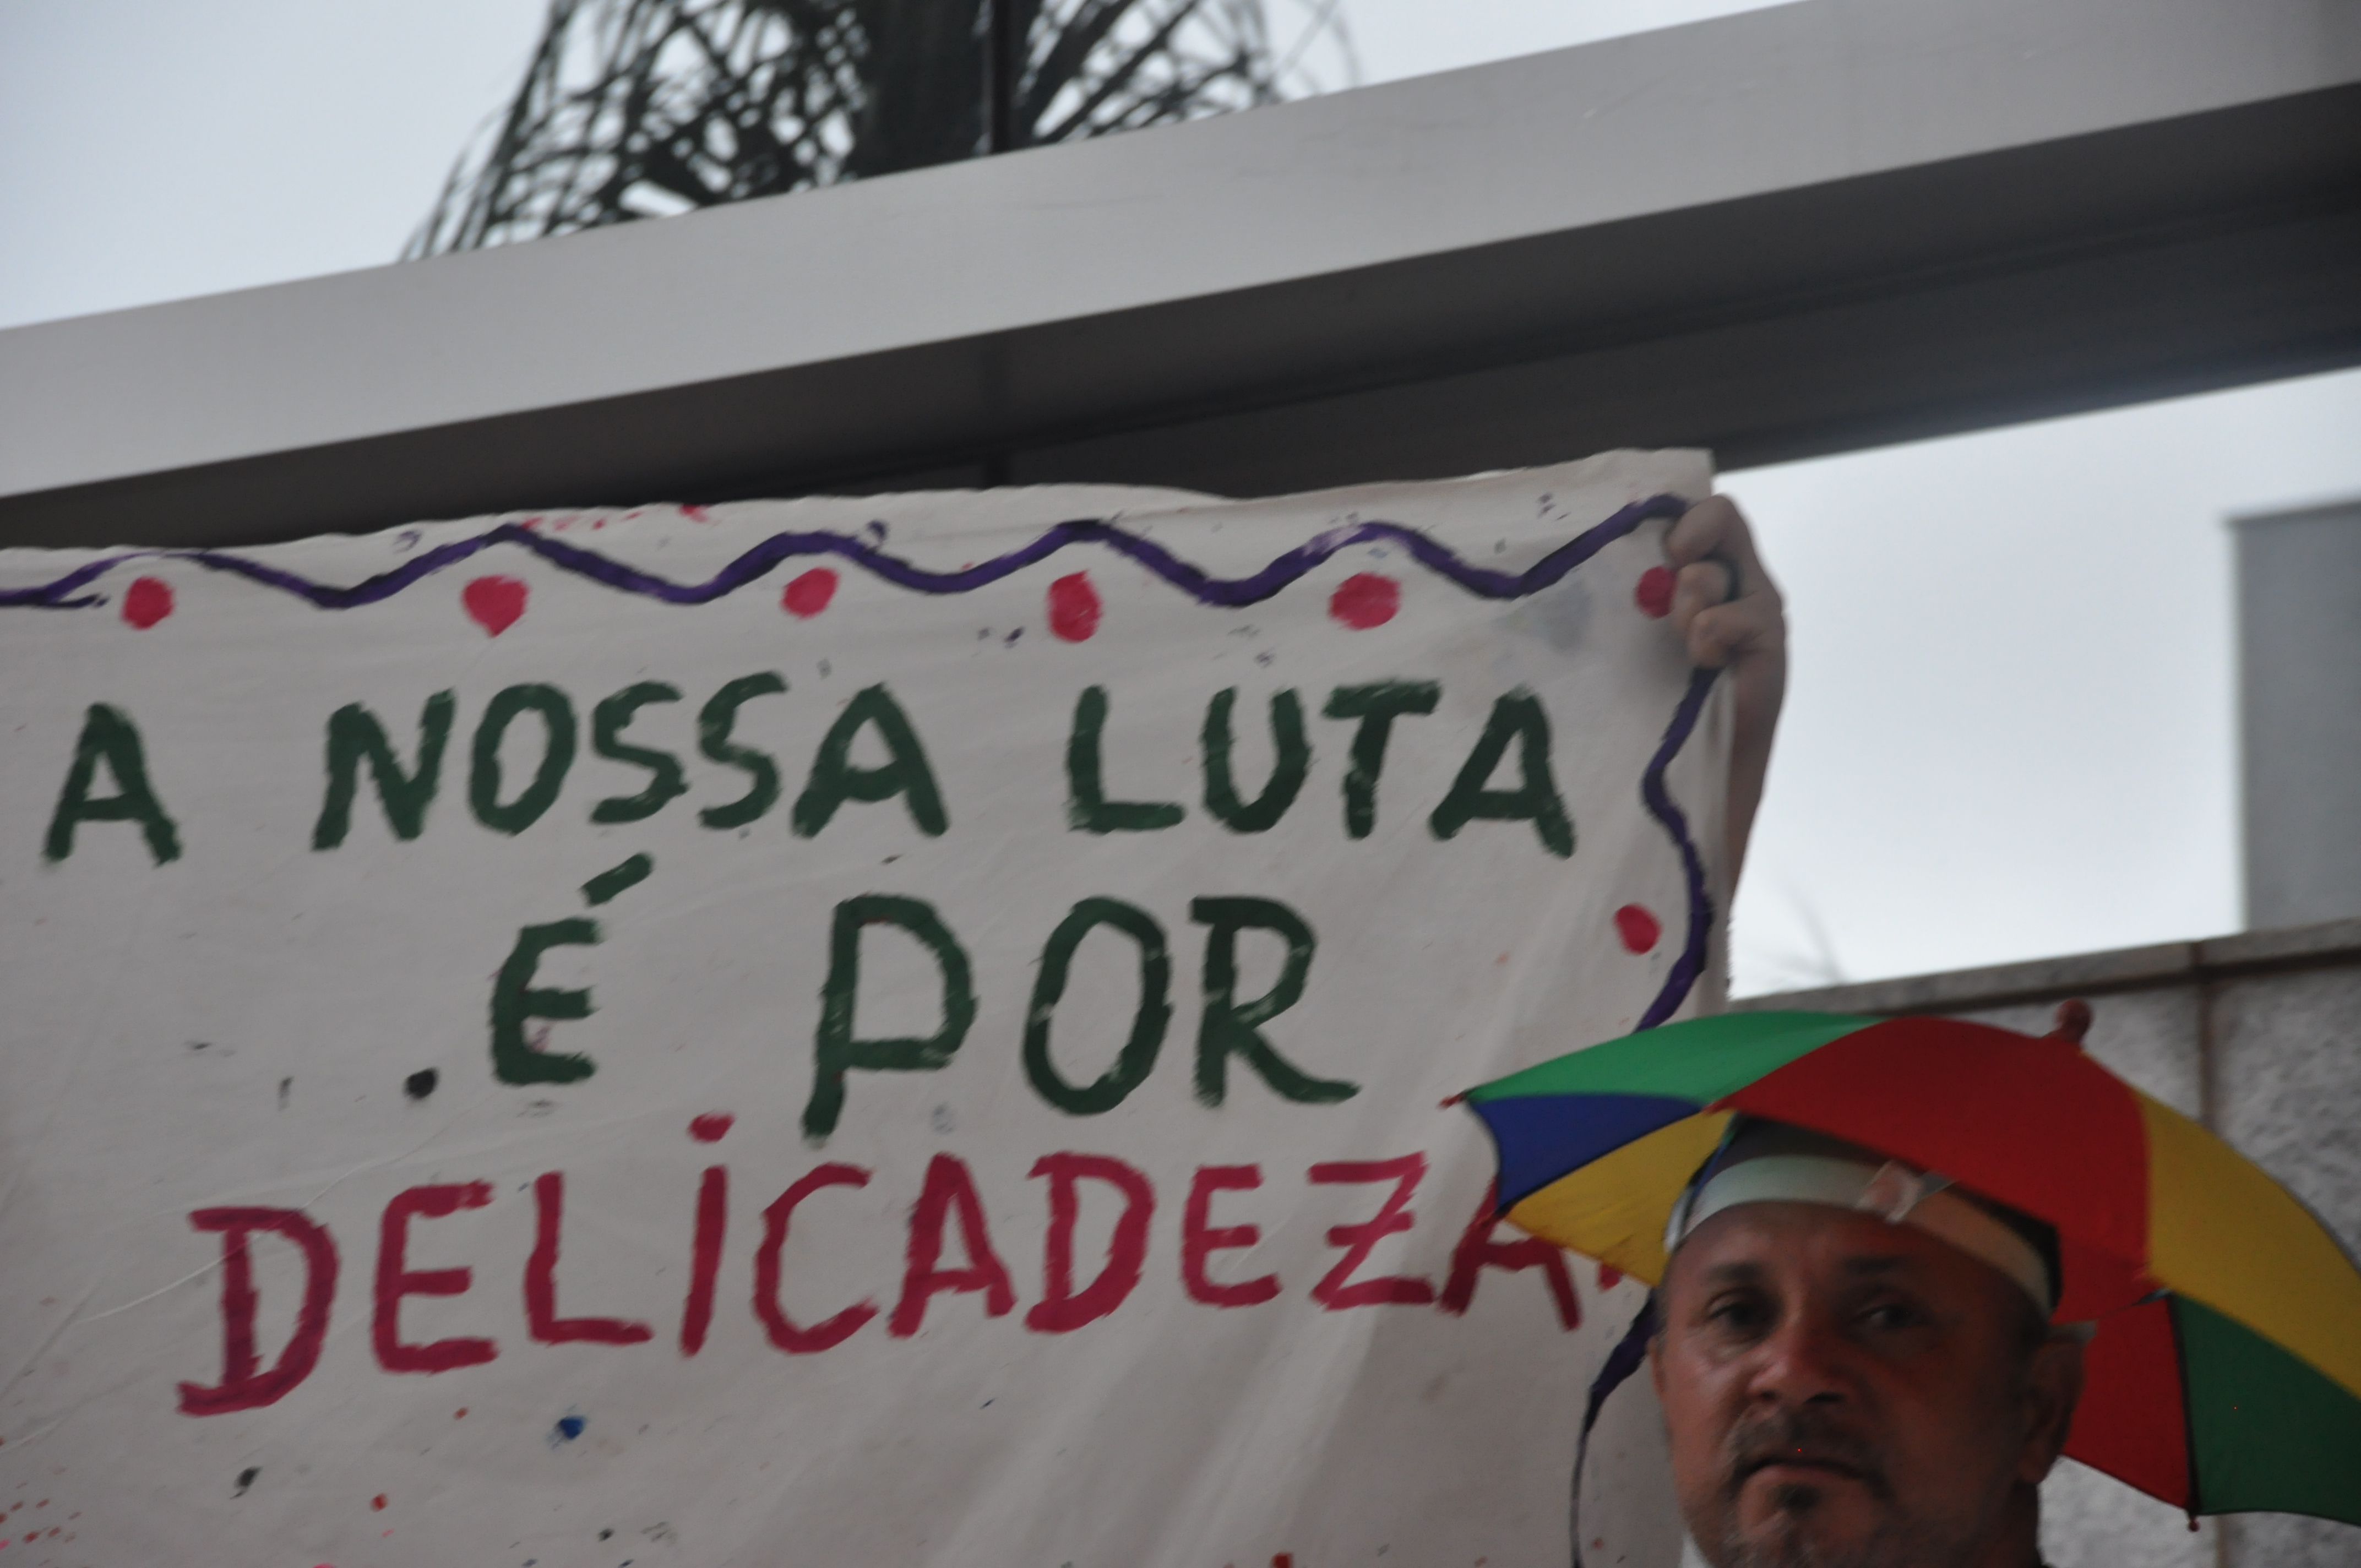 A NOSSA LUTA
É POR
DELICADEZA.